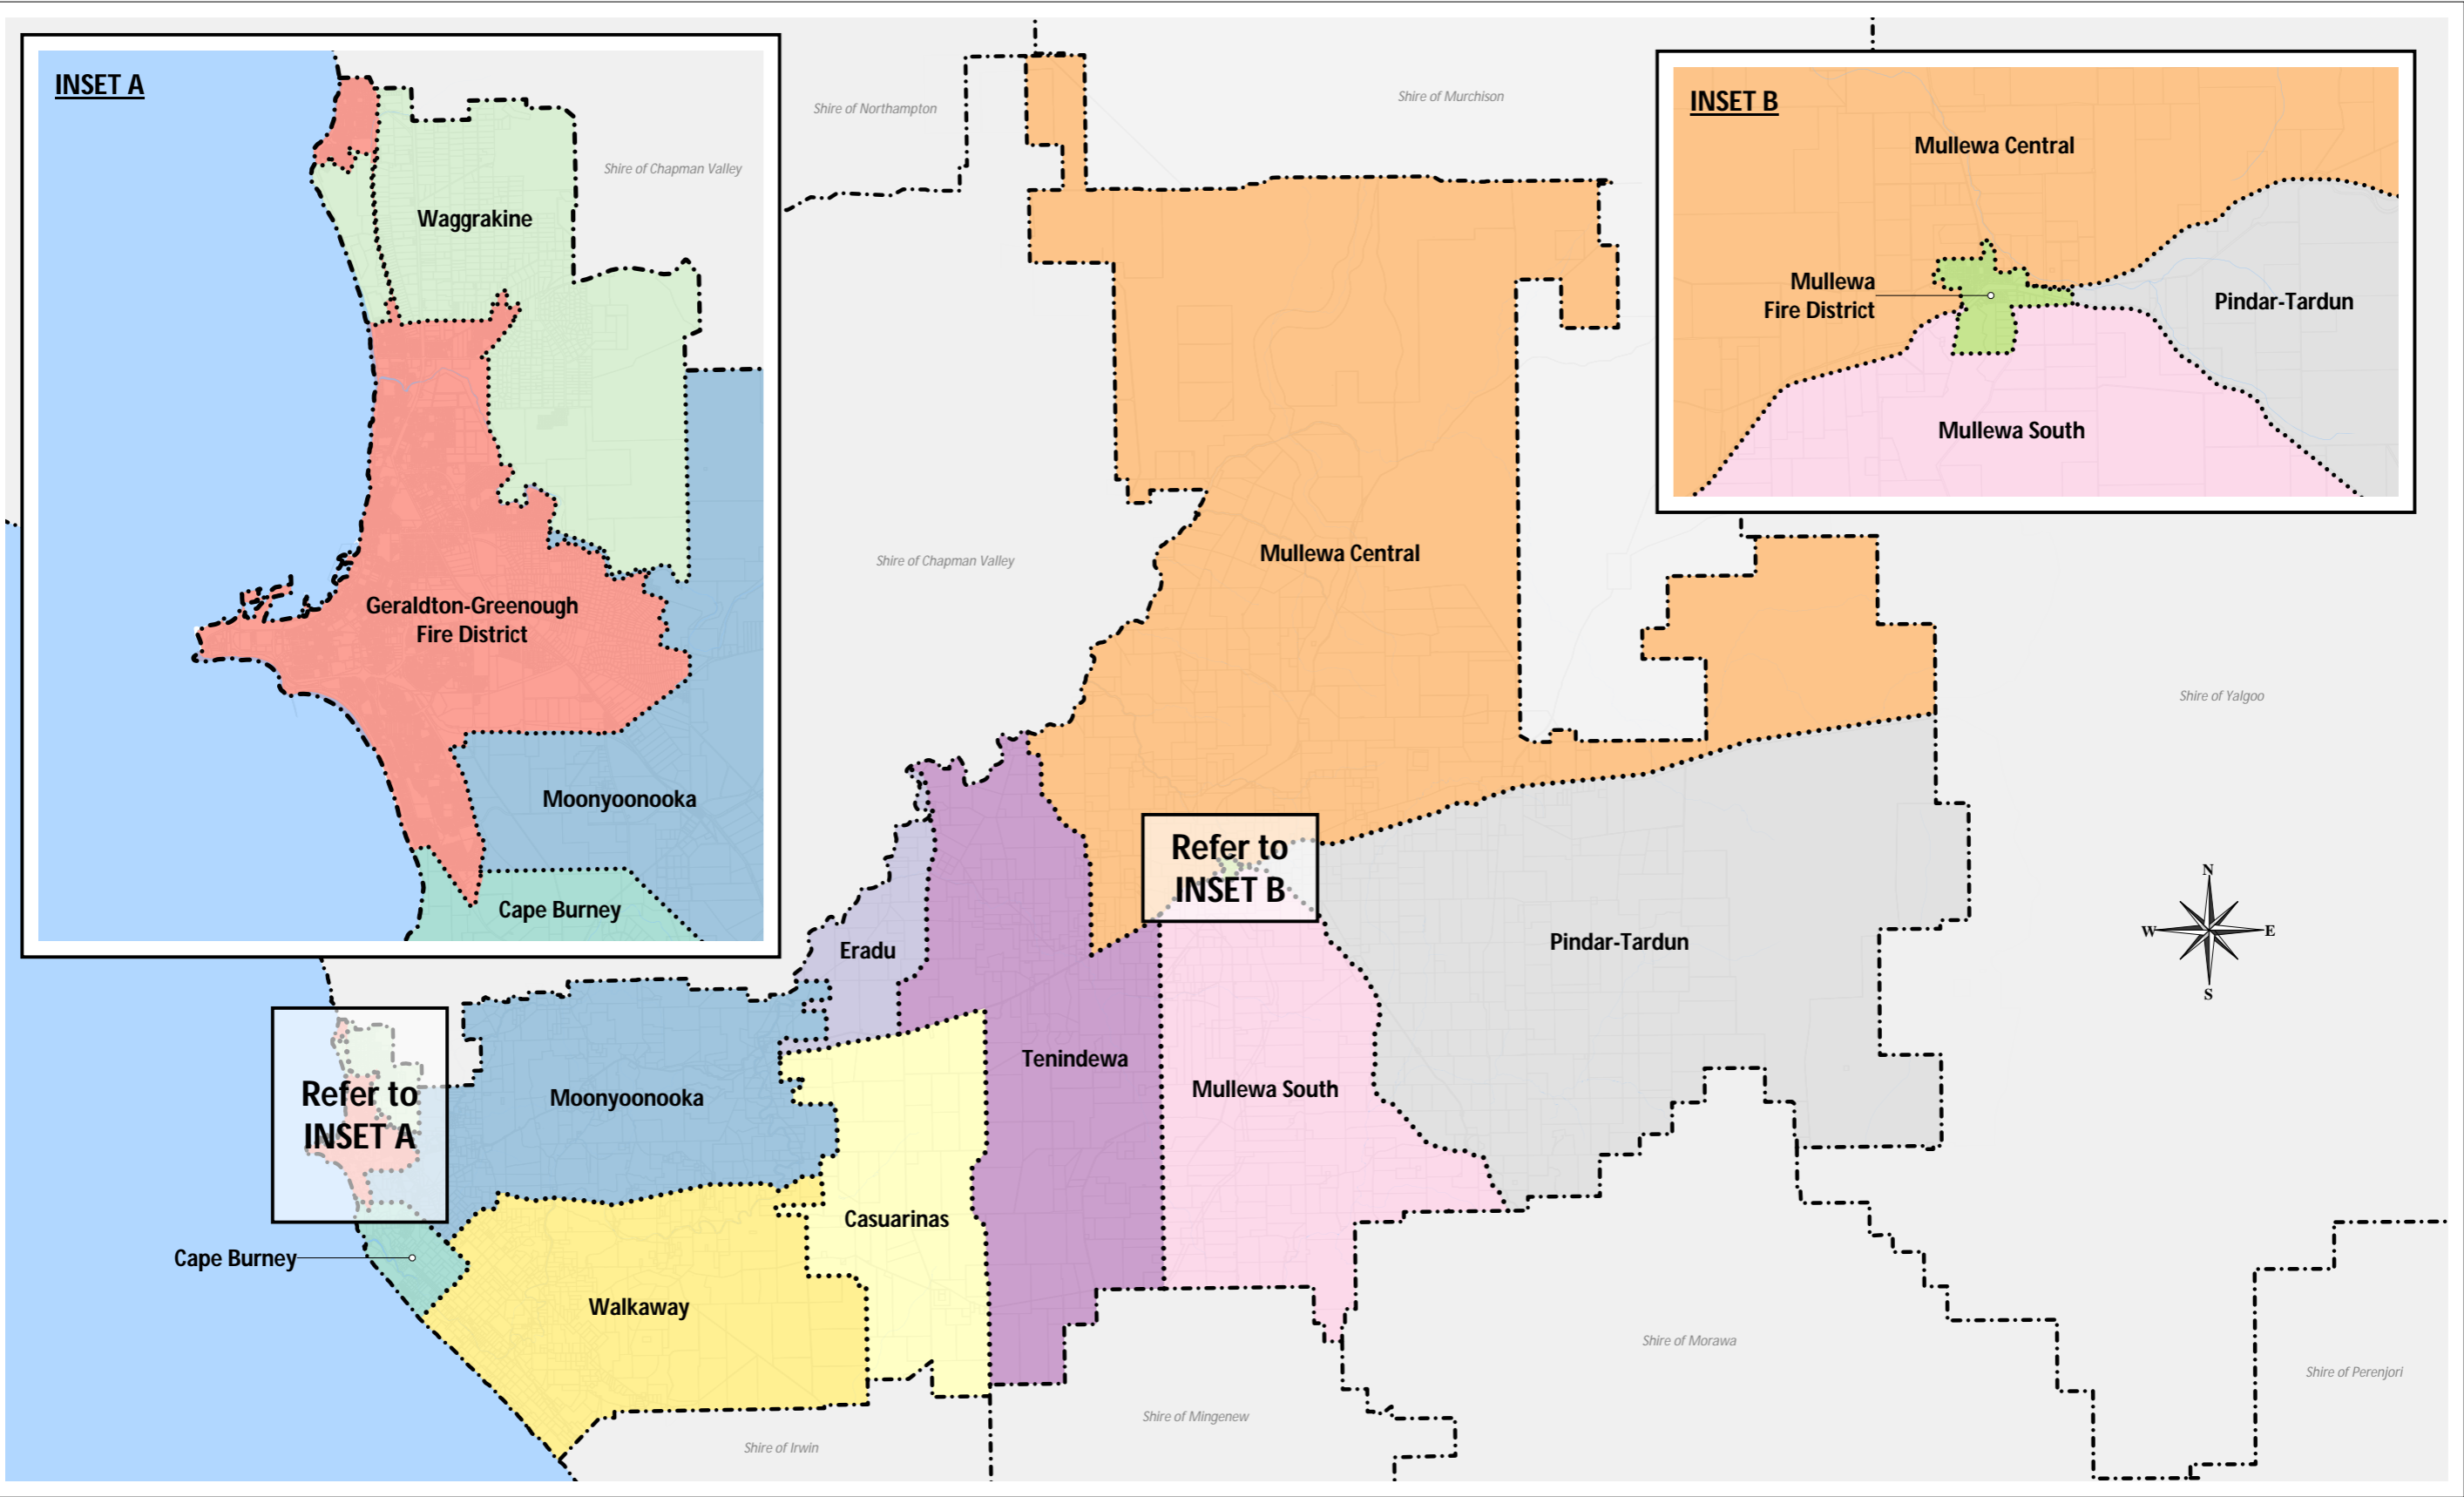 INSET A
Waggrakine
Shire of Chapman Valley
Geraldton-Greenough
Fire District
Moonyoonooka
Cape Burney
Shire of Northampton
Shire of Murchison
INSET B
Mullewa Central
Mullewa
Fire District
Pindar-Tardun
Mullewa South
Shire of Chapman Valley
Mullewa Central
Shire of Yalgoo
Refer to
INSET B
Eradu
Pindar-Tardun
N
W
E
S
Refer to
INSET A
Moonyoonooka
Tenindewa
Mullewa South
Casuarinas
Cape Burney
Walkaway
Shire of Morawa
Shire of Perenjori
Shire of Mingenew
Shire of Irwin